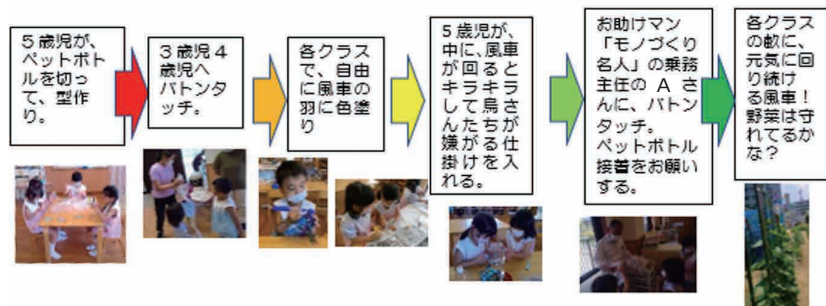 ５歳児が、
ペットボト
ルを切っ
て、型作
り。
３歳児４
歳児へ
バトンタ
ッチ。
各クラス
で、自由
に風車の
羽に色塗
り
５歳児が、
中に、風車
が回ると
キラキラ
して鳥さ
んたちが
嫌がる仕
掛けを入
れる。
お助けマン
「モノづくり
名人」の乗務
主任のＡさ
んに、バトン
タッチ。
ペットボトル
接着をお願い
する。
各クラス
の畝に、
元気に回
り続け
る風車！
野菜は守
れてるか
な？